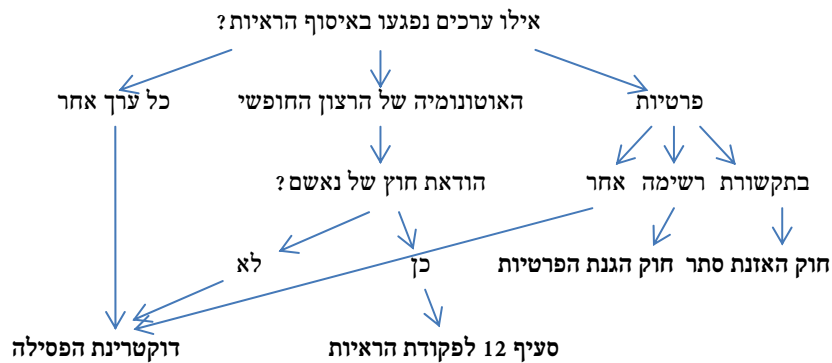 אילו ערכים נפגעו באיסוף הראיות?
פרטיות האוטונומיה של הרצון החופשי כל ערך אחר
בתקשורת רשימה אחר הודאת חוץ של נאשם?
חוק האזנת סתר חוק הגנת הפרטיות כן לא
סעיף 12 לפקודת הראיות דוקטרינת הפסילה